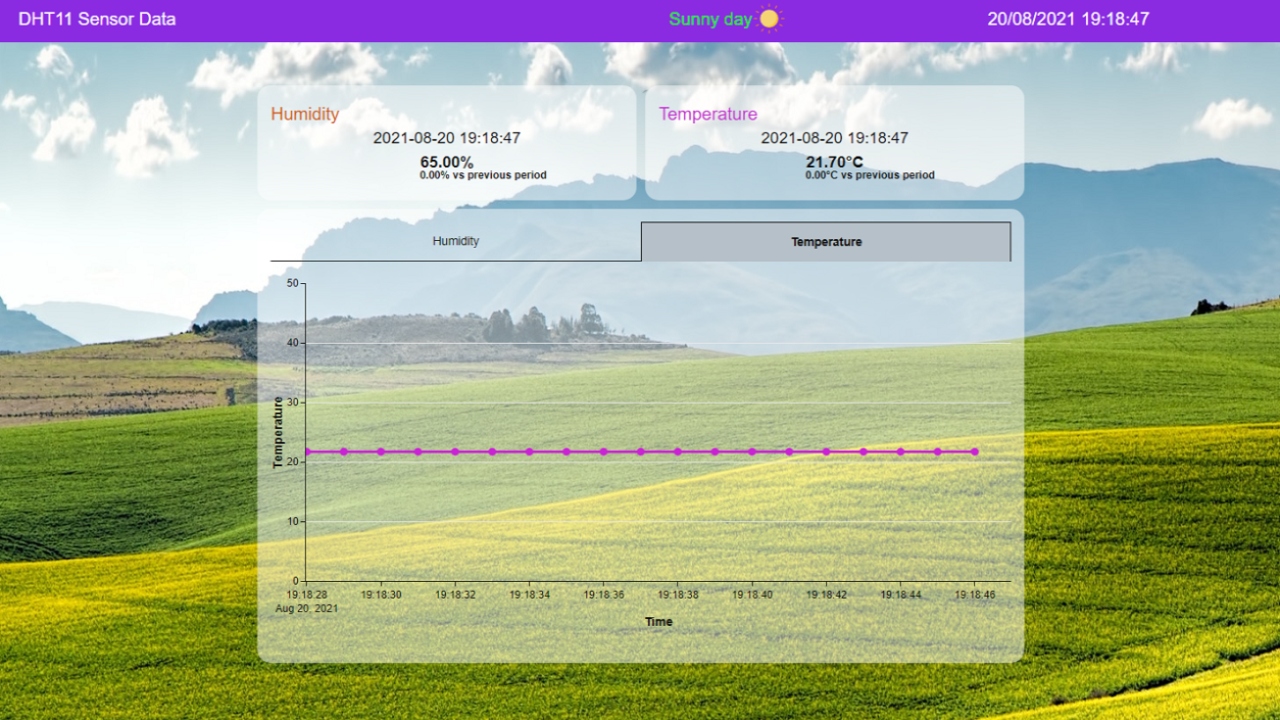 DHT11 Sensor Data
Sunny day
20/08/2021 19:18:47
Humidity
2021-08-20 19:18:47
65.00%
0.00% vs previous period
Temperature
2021-08-20 19:18:47
21.70°C
0.00°C vs previous period
Humidity
Temperature
50
40
30
20
10
0
Temperature
19:18:28 19:18:30 19:18:32 19:18:34 19:18:36 19:18:38 19:18:40 19:18:42 19:18:44 19:18:46
Aug 20, 2021
Time